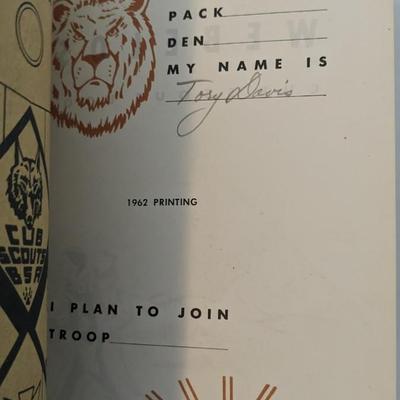 PACK
DEN
MY NAME IS
Tory Davis
1962 PRINTING
I PLAN TO JOIN
TROOP
CUB
SCOUTS
BSA